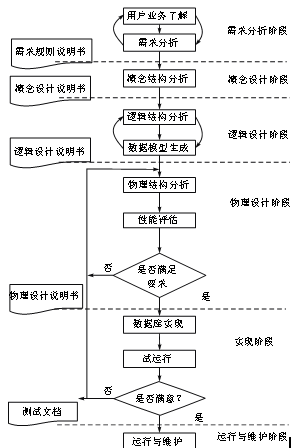 用户业务了解
需求分析阶段
需求分析
需求规则说明书
概念结构分析
概念设计阶段
概念设计说明书
逻辑结构分析
逻辑设计阶段
数据模型生成
逻辑设计说明书
物理结构分析
物理设计阶段
性能评估
是否满足
要求
否
是
物理设计说明书
数据库实现
实现阶段
试运行
否
是否满意？
测试文档
是
运行与维护
运行与维护阶段